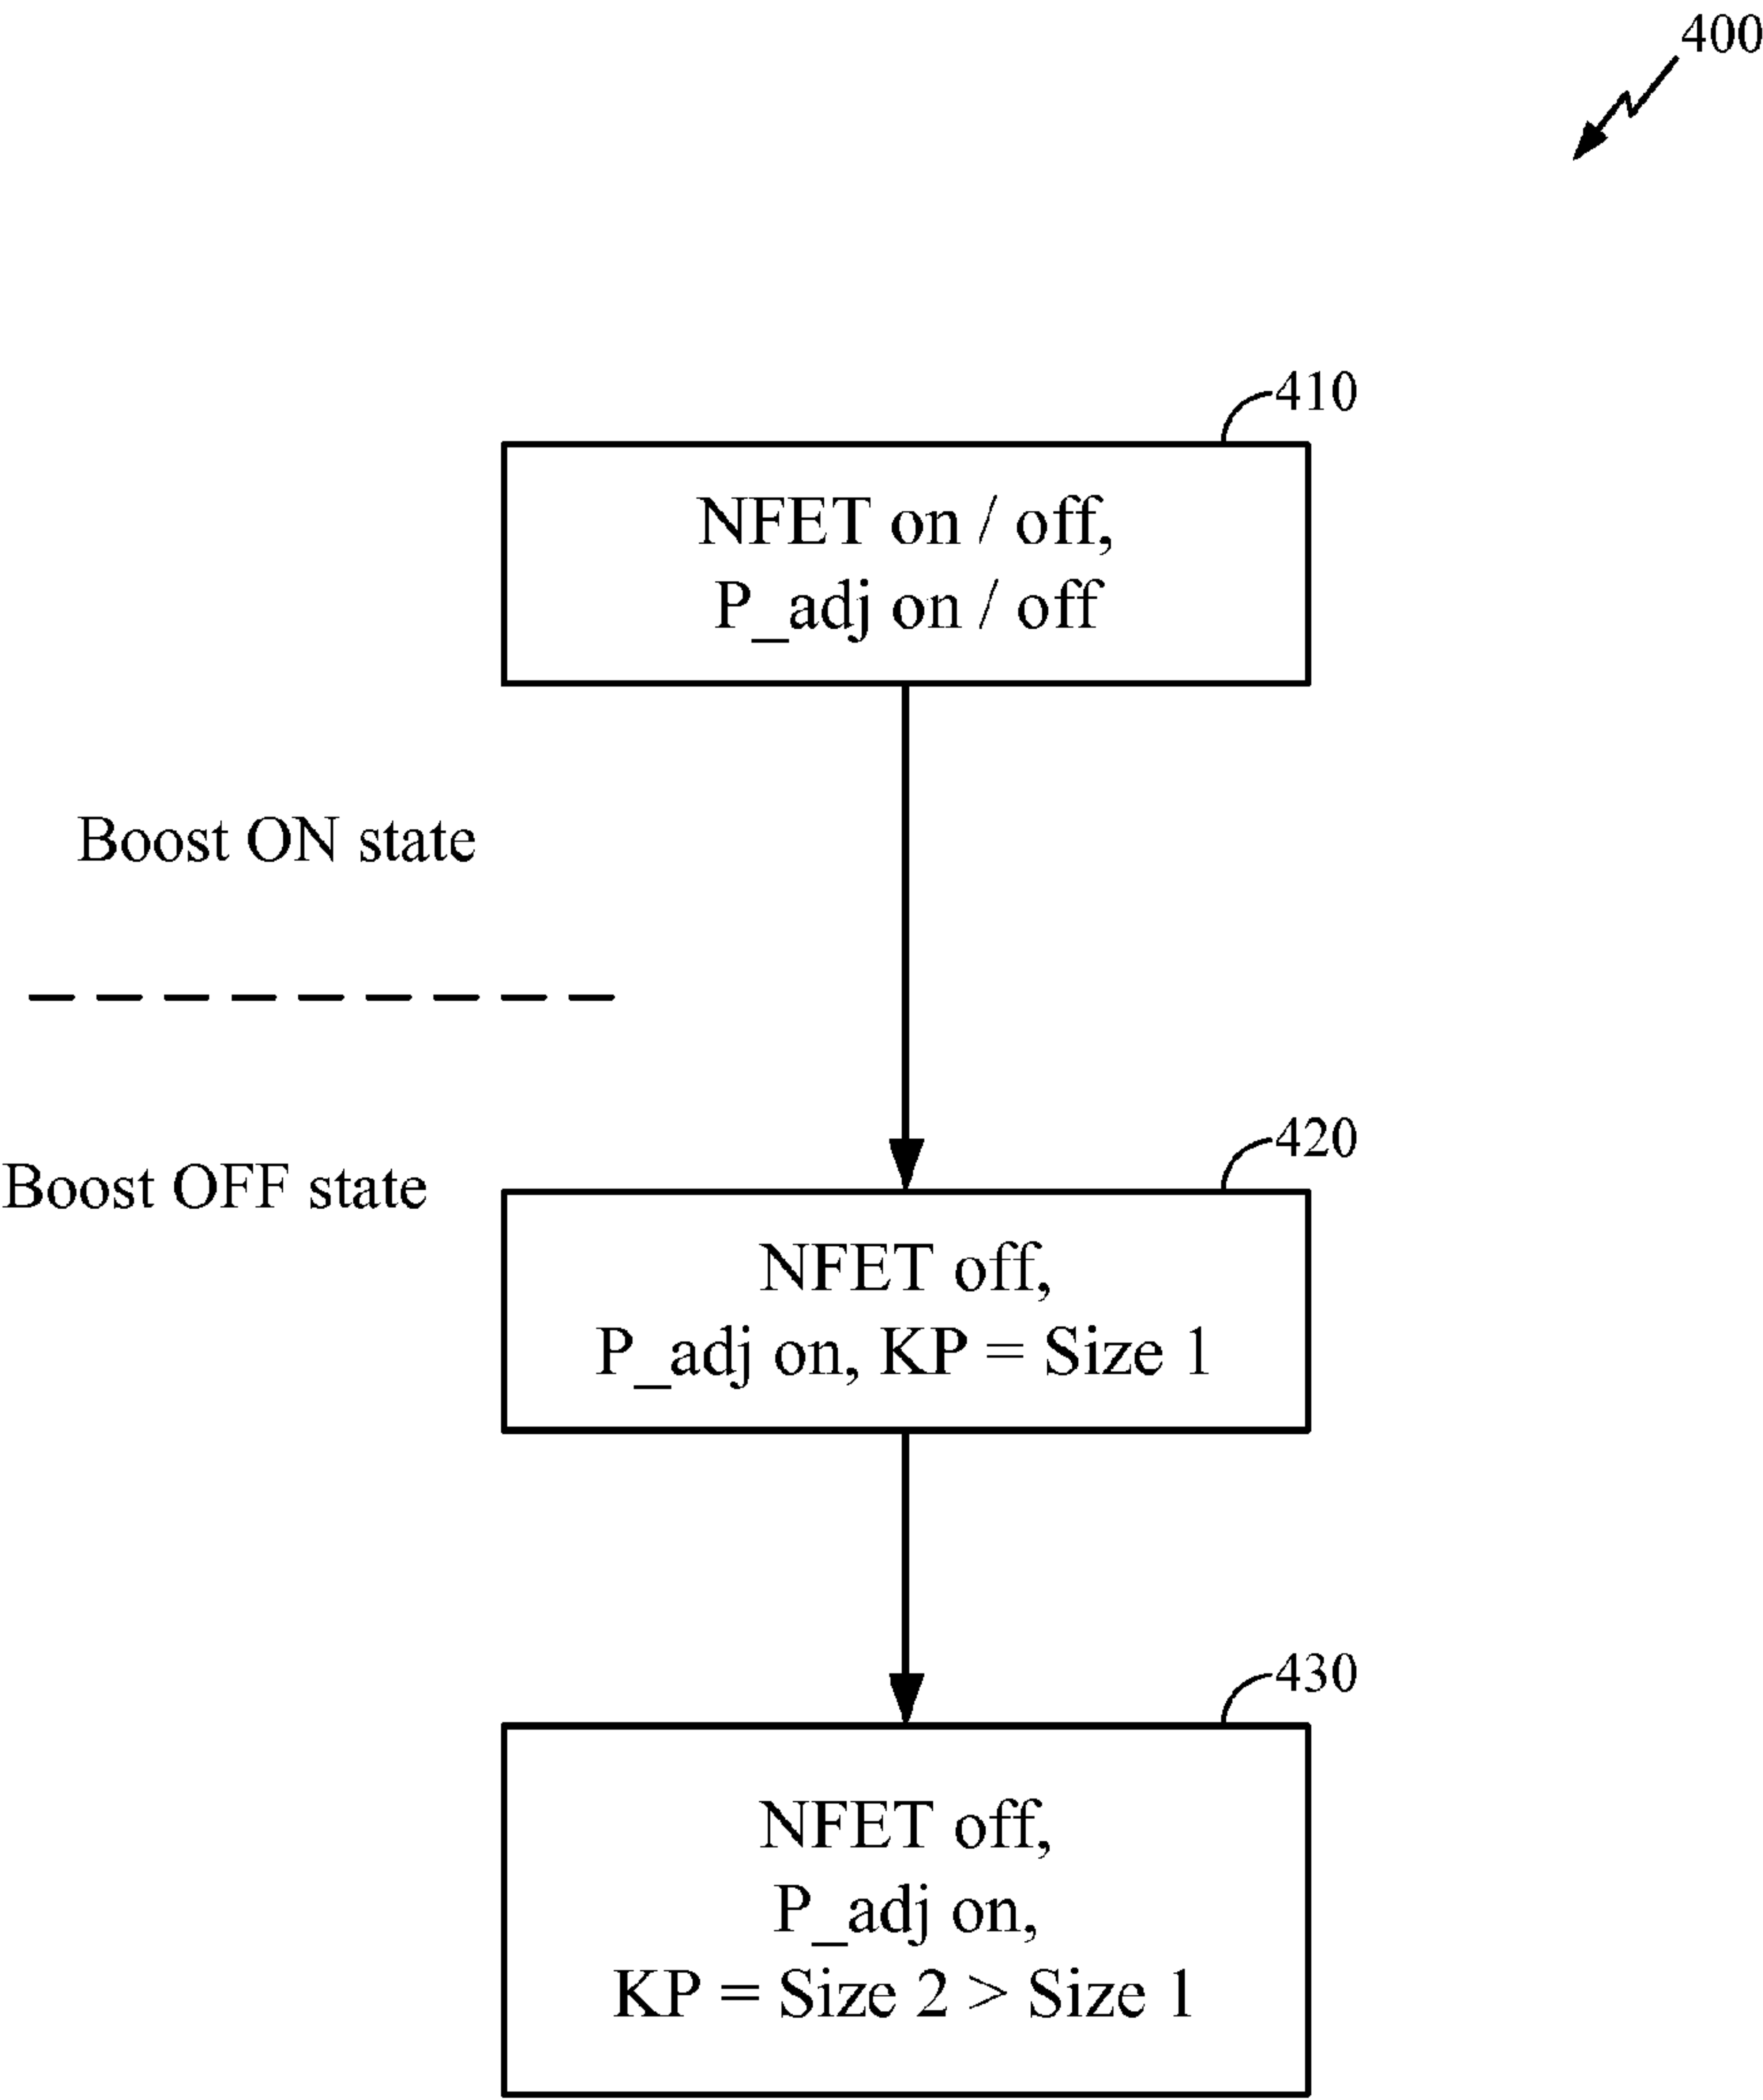 400
410
NFET on / off,
P_adj on / off
Boost ON state
420
Boost OFF state
NFET off,
P_adj on, KP = Size 1
430
NFET off,
P_adj on,
KP = Size 2 > Size 1